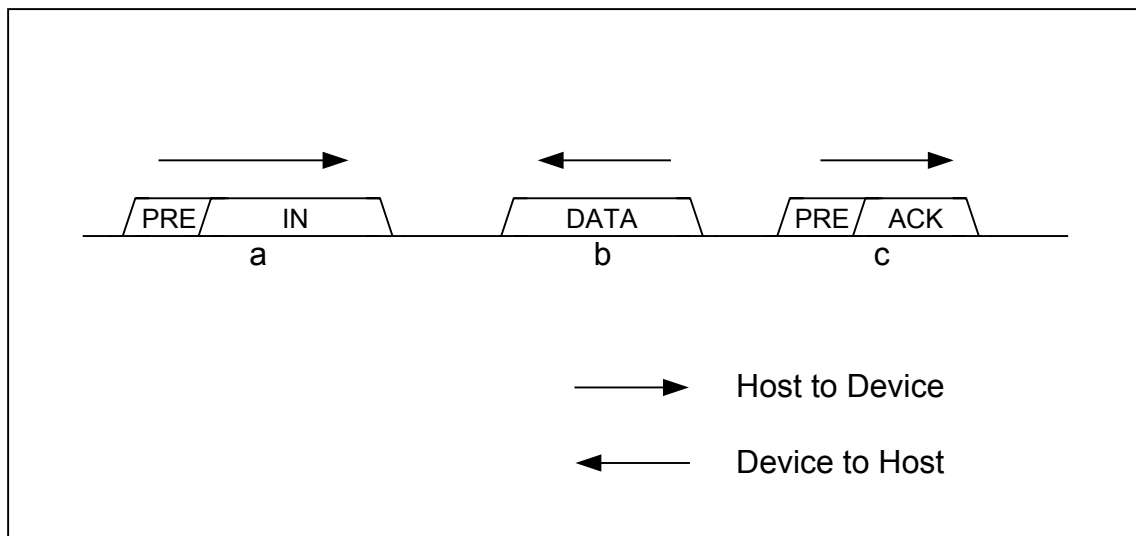 PRE IN DATA PRE ACK
a b c
Host to Device
Device to Host